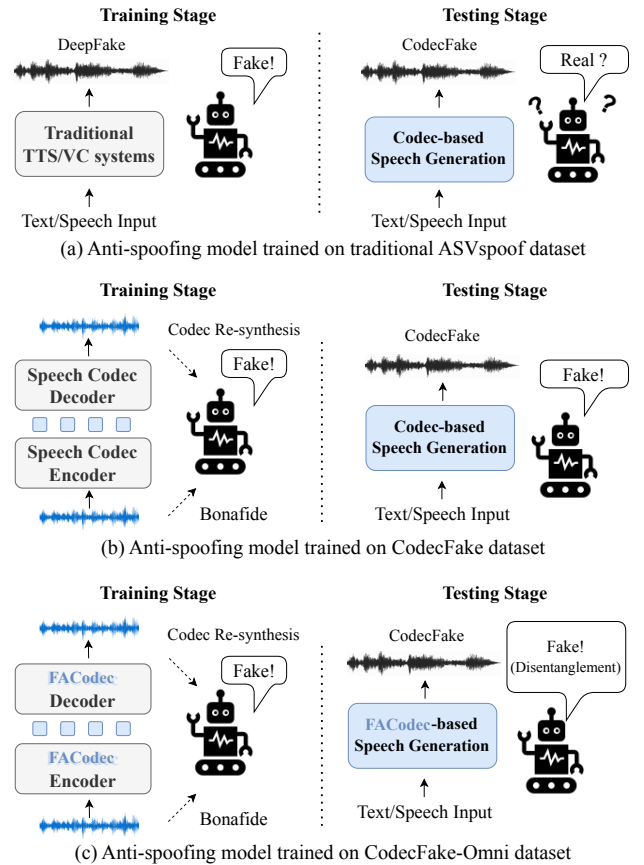 Training Stage
Testing Stage
DeepFake
CodecFake
Fake!
Real ?
? ?
Traditional
TTS/VC systems
Codec-based
Speech Generation
Text/Speech Input
Text/Speech Input
(a) Anti-spoofing model trained on traditional ASVspoof dataset
Training Stage
Testing Stage
Codec Re-synthesis
CodecFake
Fake!
Fake!
Speech Codec
Decoder
Speech Codec
Encoder
Codec-based
Speech Generation
Bonafide
Text/Speech Input
(b) Anti-spoofing model trained on CodecFake dataset
Training Stage
Testing Stage
Codec Re-synthesis
CodecFake
Fake!
Fake!
(Disentanglement)
FACodec
Decoder
FACodec
Encoder
FACodec-based
Speech Generation
Bonafide
Text/Speech Input
(c) Anti-spoofing model trained on CodecFake-Omni dataset